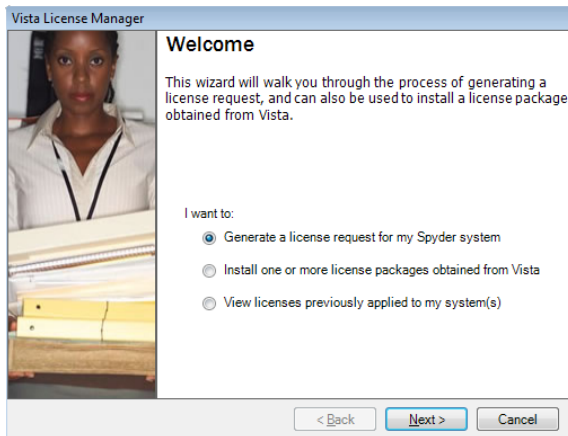 Vista License Manager
Welcome
This wizard will walk you through the process of generating a
license request, and can also be used to install a license package
obtained from Vista.
I want to:
Generate a license request for my Spyder system
Install one or more license packages obtained from Vista
View licenses previously applied to my system(s)
< Back
Next >
Cancel